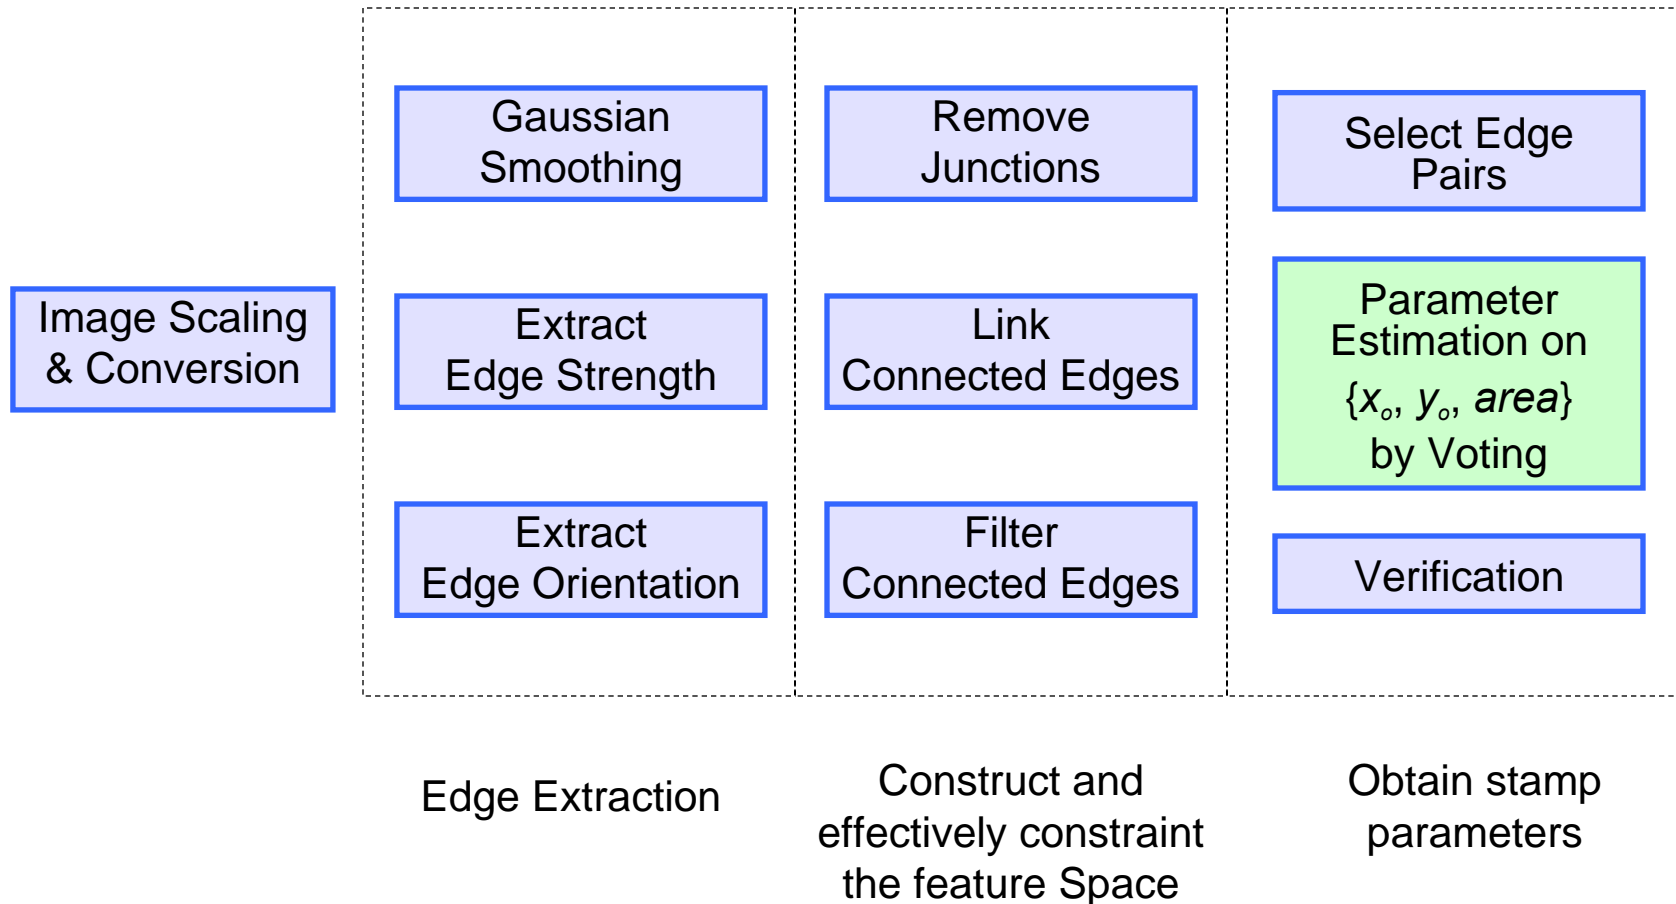 Image Scaling
& Conversion
Gaussian
Smoothing
Extract
Edge Strength
Extract
Edge Orientation
Edge Extraction
Remove
Junctions
Link
Connected Edges
Filter
Connected Edges
Construct and
effectively constraint
the feature Space
Select Edge
Pairs
Parameter
Estimation on
{xₒ, yₒ, area}
by Voting
Verification
Obtain stamp
parameters